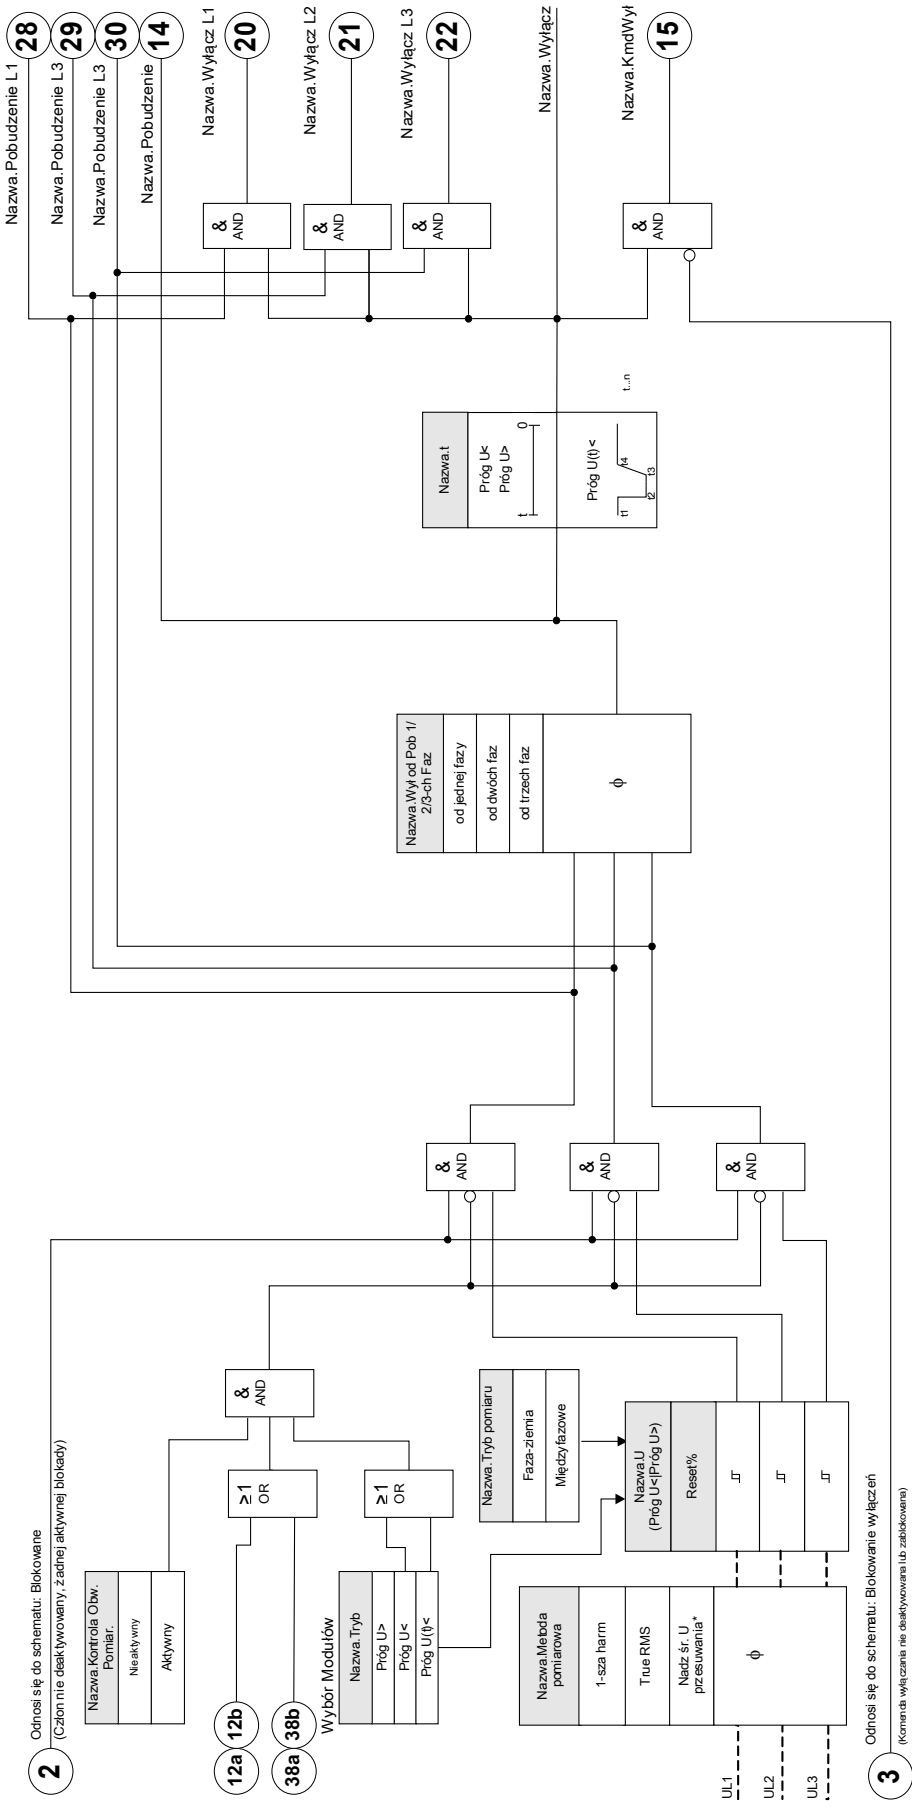 2
Odnosi się do schematu: Blokowane
(Człon nie deaktywowany, żadnej aktywnej blokady)
Nazwa.Kontrola Obw.
Pomiar.
Nieaktywny
Aktywny
12a
12b
38a
38b
≥1
OR
&
AND
Wybór Modułów
Nazwa.Tryb
Próg U>
Próg U<
Próg U(t)<
≥1
OR
Nazwa.Tryb pomiaru
Faza-ziemia
Międzyfazowe
Nazwa.Metoda
pomiarowa
1-sza harm
True RMS
Nadz śr. U
przesuwania*
ϕ
UL1
UL2
UL3
Nazwa.U
(Próg U<|Próg U>)
Reset%
&
AND
&
AND
&
AND
Nazwa.Wył od Pob 1/
2/3-ch Faz
od jednej fazy
od dwóch faz
od trzech faz
ϕ
Nazwa.t
Próg U<
Próg U>
t
0
Próg U(t)<
t1
t2
t3
t4
t...n
&
AND
&
AND
&
AND
&
AND
Nazwa.Pobudzenie L1
28
Nazwa.Pobudzenie L3
29
Nazwa.Pobudzenie L3
30
Nazwa.Pobudzenie
14
Nazwa.Wyłącz L1
20
Nazwa.Wyłącz L2
21
Nazwa.Wyłącz L3
22
Nazwa.Wyłącz
Nazwa.KmdWył
15
3
Odnosi się do schematu: Blokowanie wyłączeń
(Komenda wyłączania nie deaktywowana lub zablokowana)